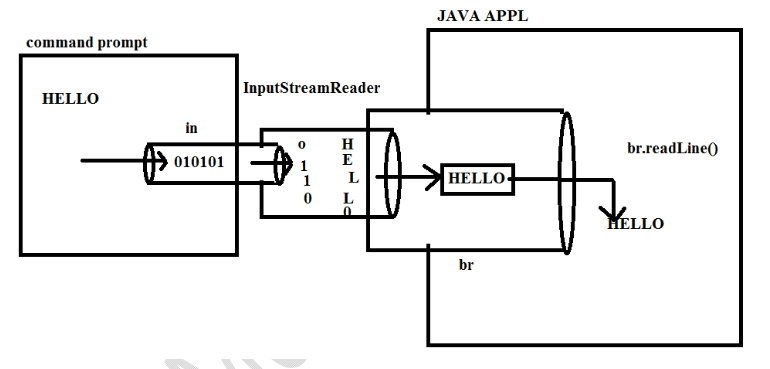 JAVA APPL
command prompt
InputStreamReader
HELLO
in
010101
o
1
1
0
H
E
L
L
0
HELLO
br.readLine()
HELLO
br